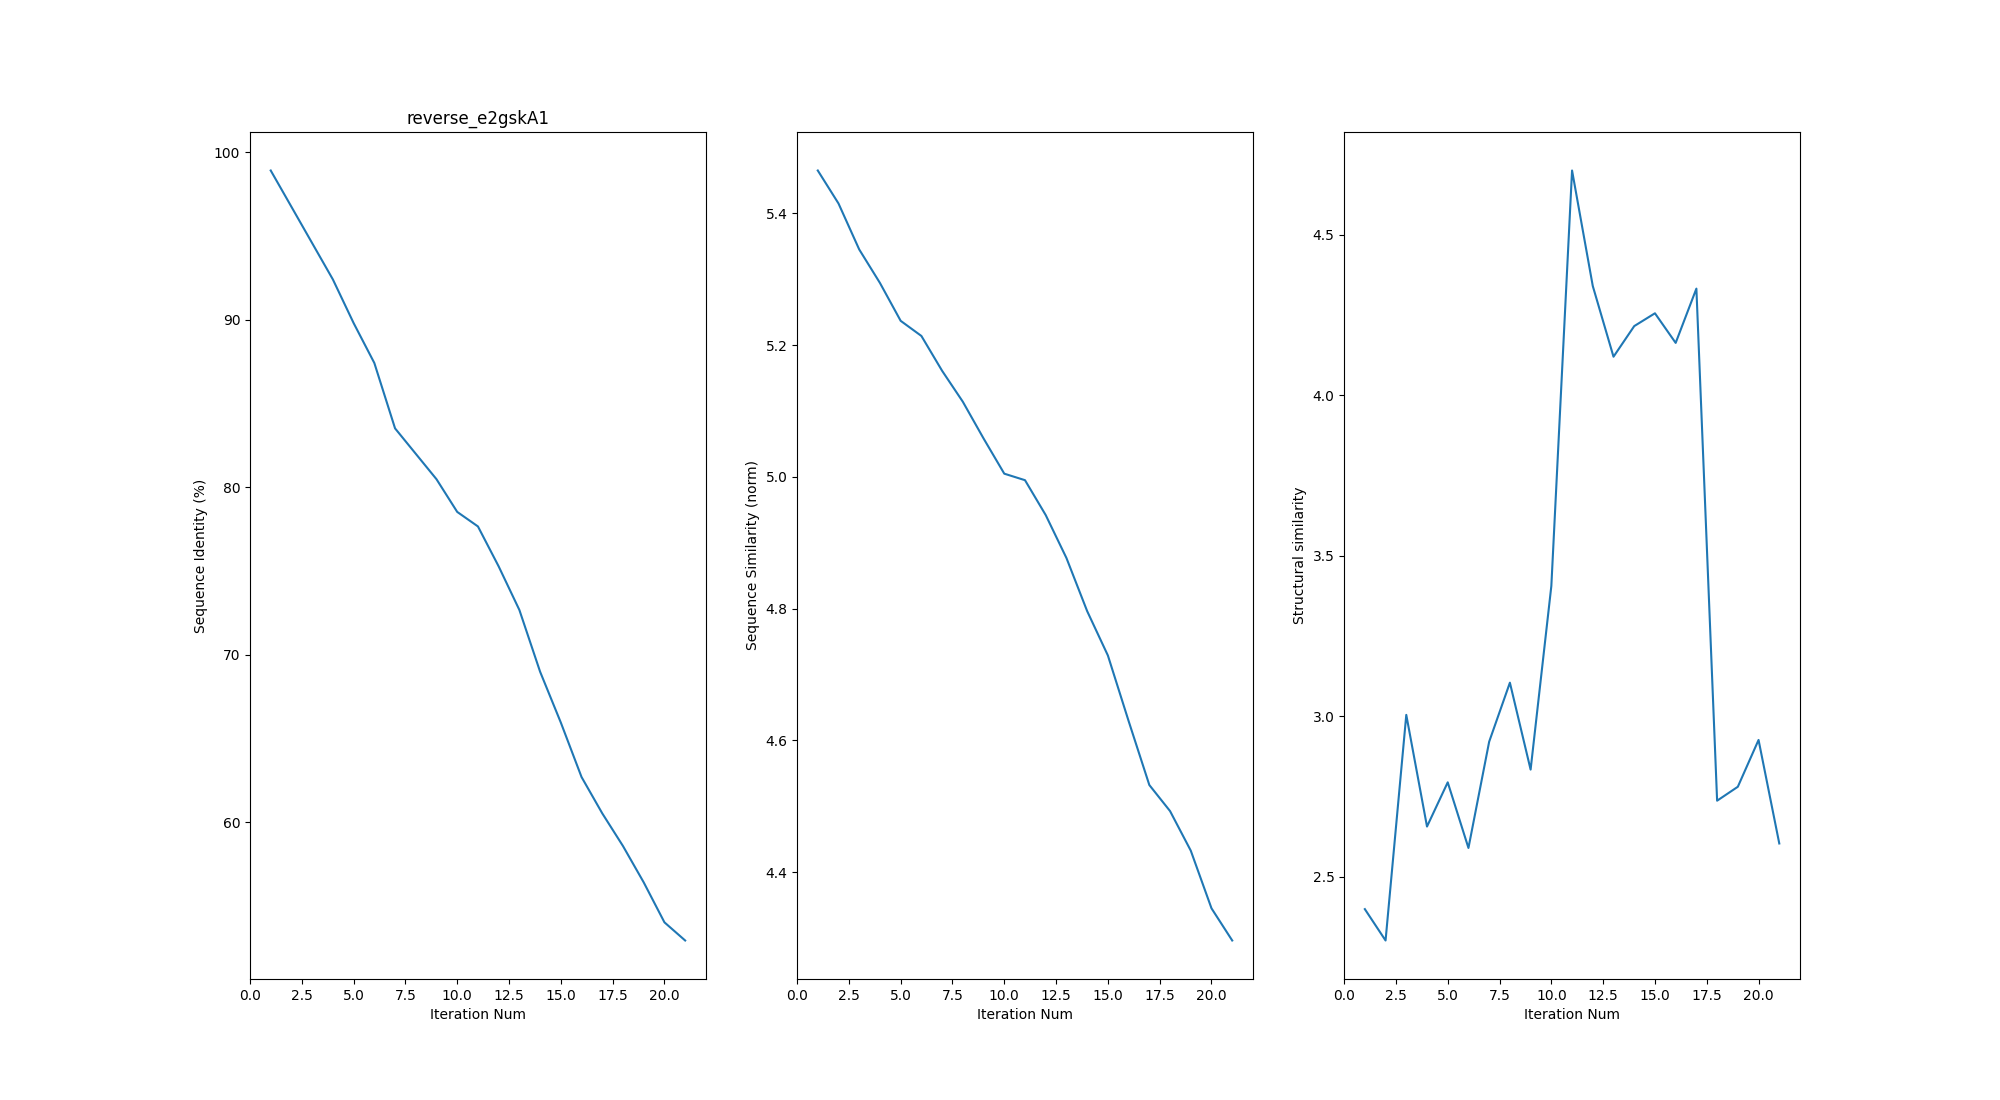 reverse_e2gskA1
100
90
80
70
60
Sequence Identity (%)
0.0 2.5 5.0 7.5 10.0 12.5 15.0 17.5 20.0
Iteration Num
5.4
5.2
5.0
4.8
4.6
4.4
Sequence Similarity (norm)
0.0 2.5 5.0 7.5 10.0 12.5 15.0 17.5 20.0
Iteration Num
4.5
4.0
3.5
3.0
2.5
Structural similarity
0.0 2.5 5.0 7.5 10.0 12.5 15.0 17.5 20.0
Iteration Num